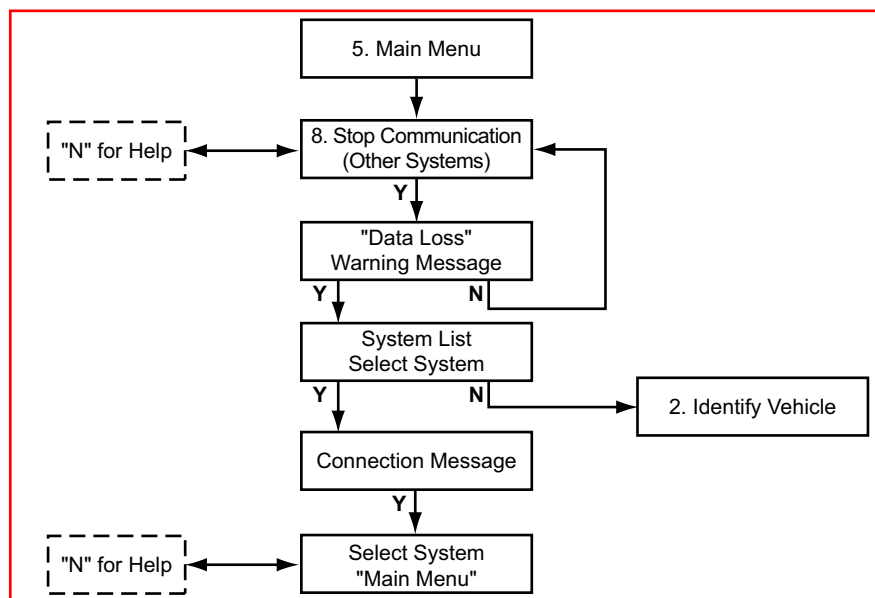 5. Main Menu
"N" for Help
8. Stop Communication
(Other Systems)
Y
"Data Loss"
Warning Message
Y
N
System List
Select System
Y
N
2. Identify Vehicle
Connection Message
Y
"N" for Help
Select System
"Main Menu"